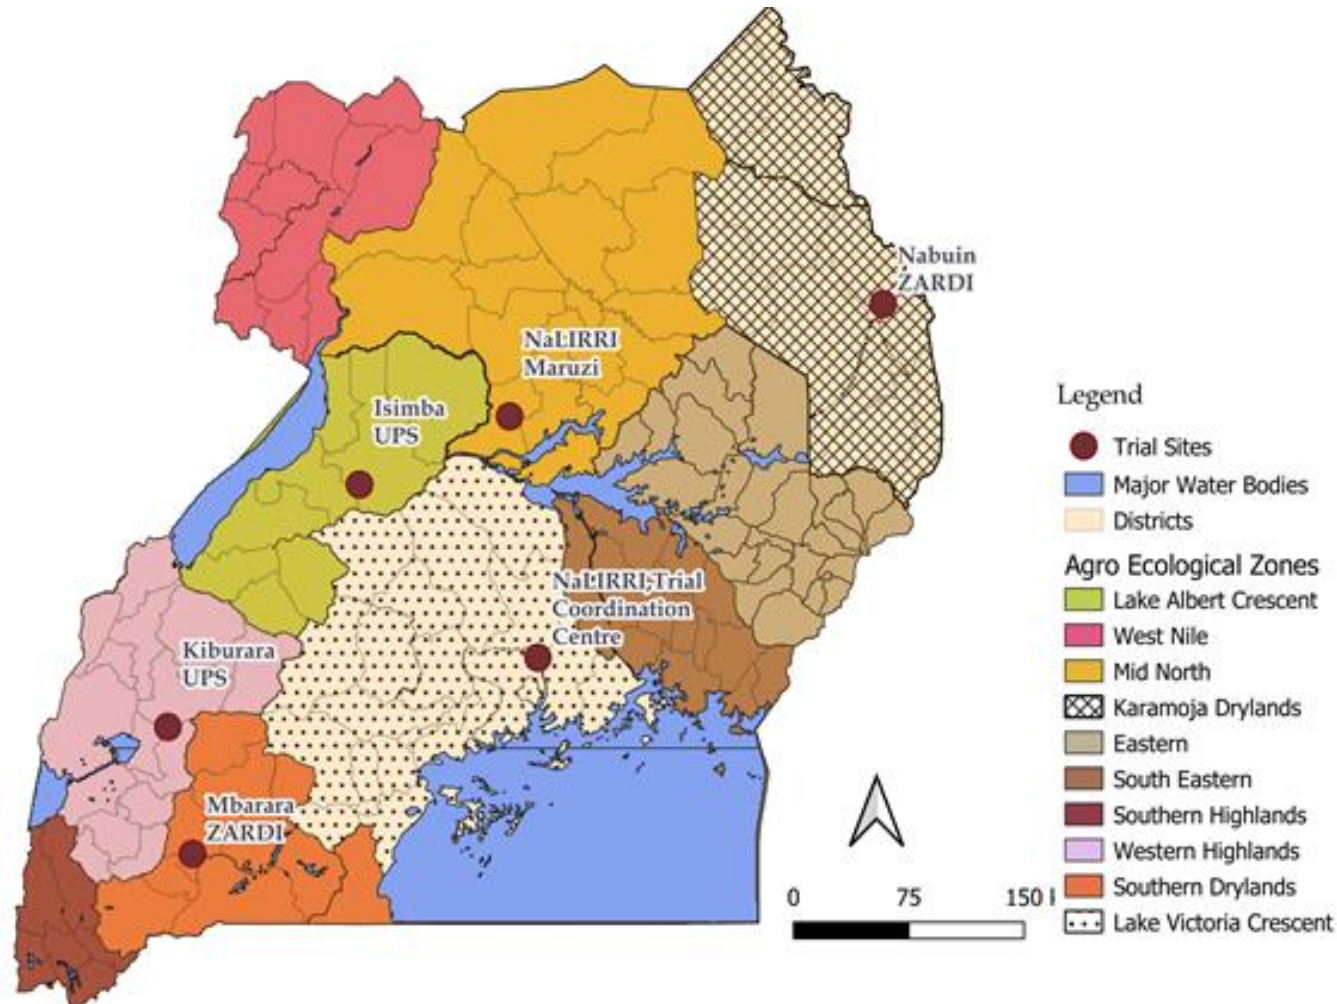 Nabuin
ZARDI
NaLIRRI
Maruzi
Isimba
UPS
NaLIRRI,Trial
Coordination
Centre
Kiburara
UPS
Mbarara
ZARDI
0 75 150
Legend
Trial Sites
Major Water Bodies
Districts
Agro Ecological Zones
Lake Albert Crescent
West Nile
Mid North
Karamoja Drylands
Eastern
South Eastern
Southern Highlands
Western Highlands
Southern Drylands
Lake Victoria Crescent